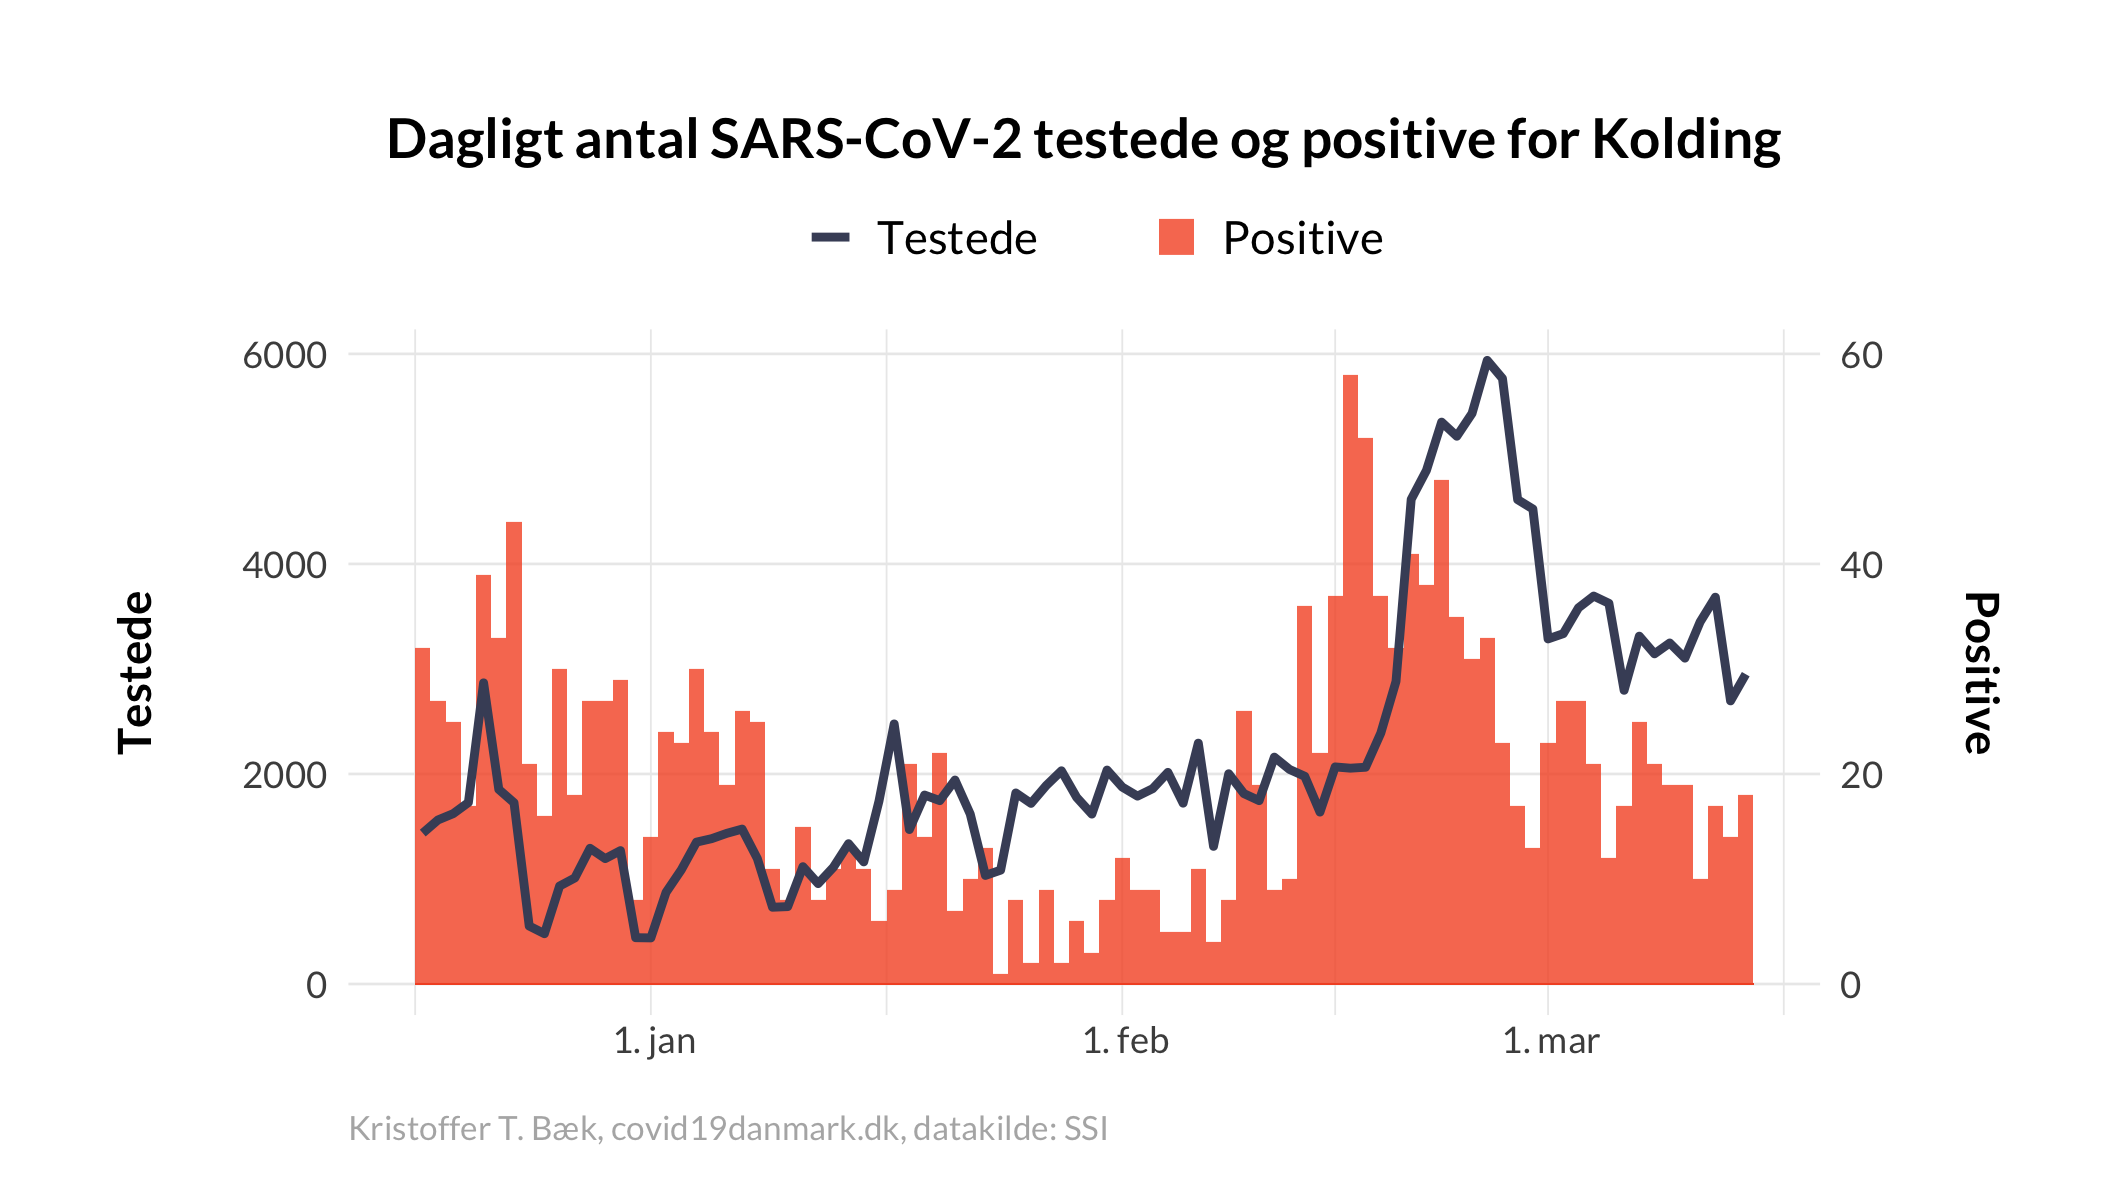 Dagligt antal SARS-CoV-2 testede og positive for Kolding
Testede
Positive
6000
4000
2000
0
60
40
20
0
Testede
Positive
1. jan
1. feb
1. mar
Kristoffer T. Bæk, covid19danmark.dk, datakilde: SSI